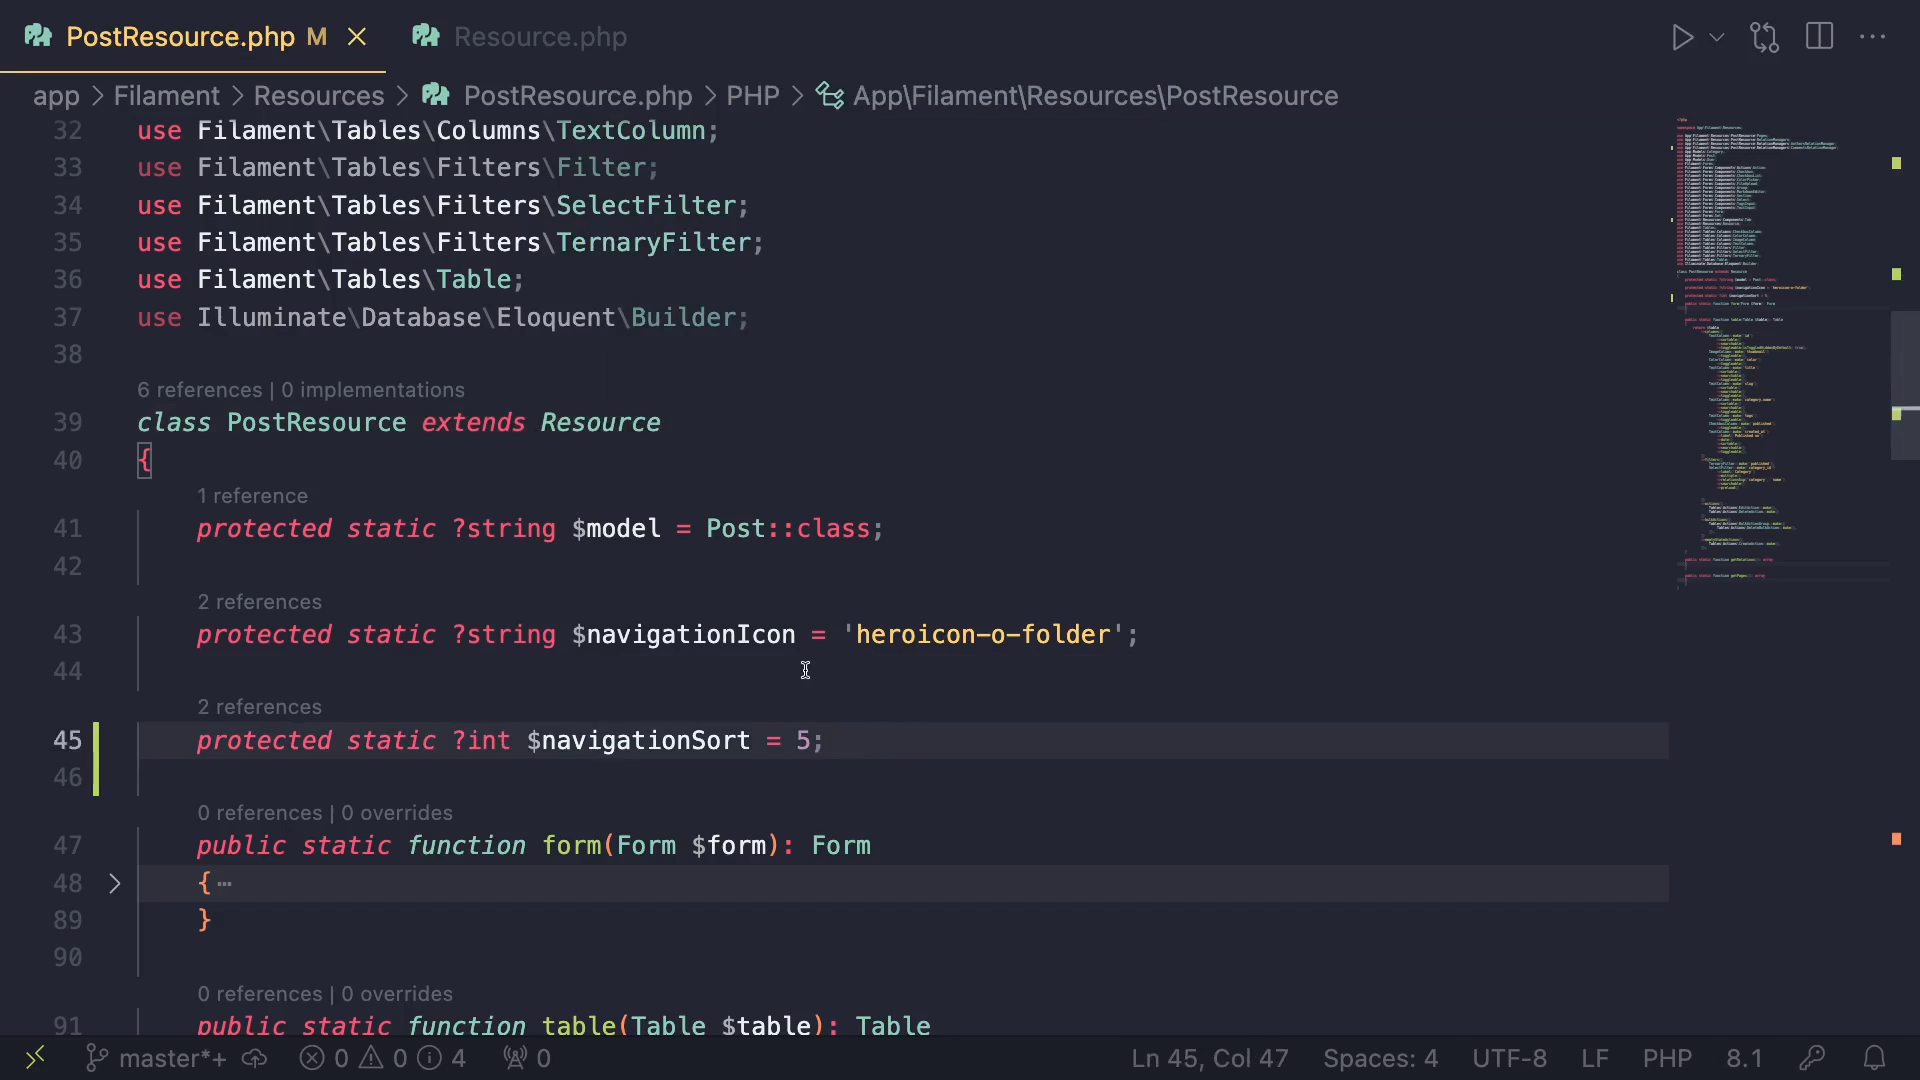 PostResource.php M
Resource.php
app > Filament > Resources > PostResource.php > PHP > App\Filament\Resources\PostResource
32 use Filament\Tables\Columns\TextColumn;
33 use Filament\Tables\Filters\Filter;
34 use Filament\Tables\Filters\SelectFilter;
35 use Filament\Tables\Filters\TernaryFilter;
36 use Filament\Tables\Table;
37 use Illuminate\Database\Eloquent\Builder;
38
6 references | 0 implementations
39 class PostResource extends Resource
40 {
1 reference
41 protected static ?string $model = Post::class;
42
2 references
43 protected static ?string $navigationIcon = 'heroicon-o-folder';
44
2 references
45 protected static ?int $navigationSort = 5;
46
0 references | 0 overrides
47 public static function form(Form $form): Form
48 { ⋯
89 }
90
0 references | 0 overrides
91 public static function table(Table $table): Table
master*+ 0 0 4 0 Ln 45, Col 47 Spaces: 4 UTF-8 LF PHP 8.1